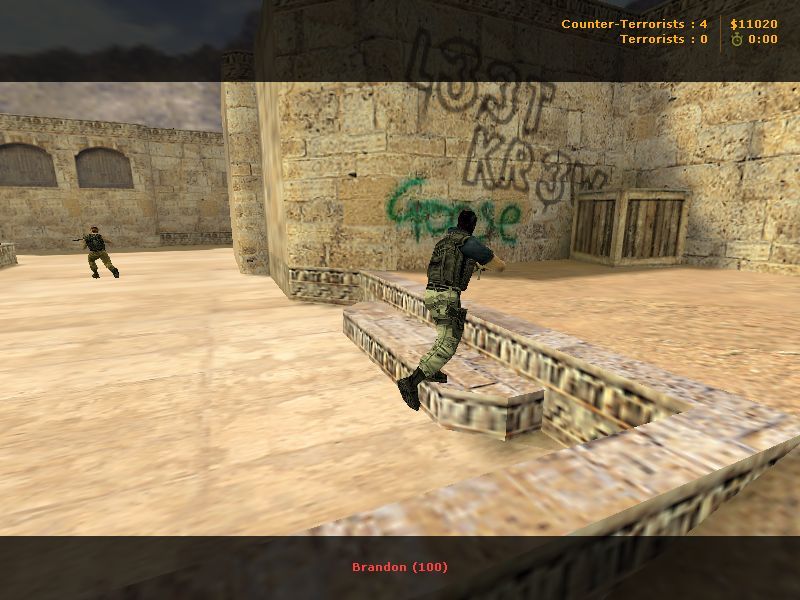 Counter-Terrorists : 4 $11020
Terrorists : 0 0:00
L33T
KR3W
Goose
Brandon (100)